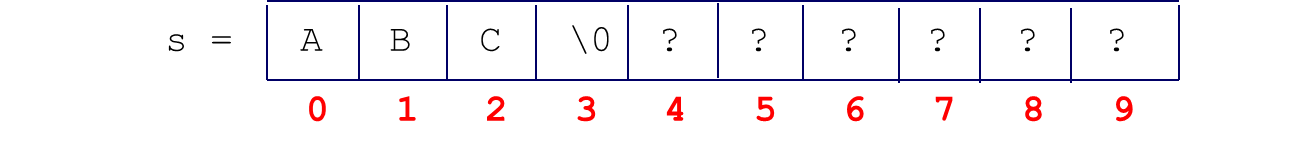 s = A B C \0 ? ? ? ? ? ?
0 1 2 3 4 5 6 7 8 9